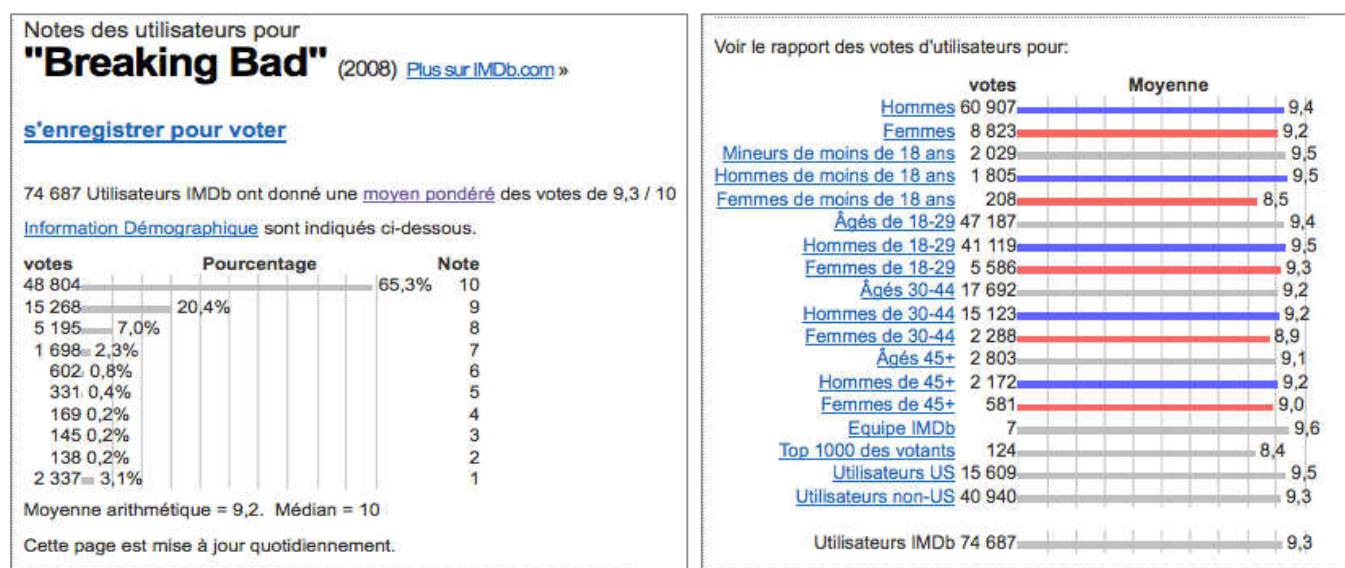 Notes des utilisateurs pour
"Breaking Bad" (2008) Plus sur IMDb.com »
s'enregistrer pour voter
74 687 Utilisateurs IMDb ont donné une moyen pondéré des votes de 9,3 / 10
Information Démographique sont indiqués ci-dessous.
votes Pourcentage Note
48 804 65,3% 10
15 268 20,4% 9
5 195 7,0% 8
1 698 2,3% 7
602 0,8% 6
331 0,4% 5
169 0,2% 4
145 0,2% 3
138 0,2% 2
2 337 3,1% 1
Moyenne arithmétique = 9,2. Médian = 10
Cette page est mise à jour quotidiennement.
Voir le rapport des votes d'utilisateurs pour:
votes Moyenne
Hommes 60 907 9,4
Femmes 8 823 9,2
Mineurs de moins de 18 ans 2 029 9,5
Hommes de moins de 18 ans 1 805 9,5
Femmes de moins de 18 ans 208 8,5
Âgés de 18-29 47 187 9,4
Hommes de 18-29 41 119 9,5
Femmes de 18-29 5 586 9,3
Âgés 30-44 17 692 9,2
Hommes de 30-44 15 123 9,2
Femmes de 30-44 2 288 8,9
Âgés 45+ 2 803 9,1
Hommes de 45+ 2 172 9,2
Femmes de 45+ 581 9,0
Equipe IMDb 7 9,6
Top 1000 des votants 124 8,4
Utilisateurs US 15 609 9,5
Utilisateurs non-US 40 940 9,3
Utilisateurs IMDb 74 687 9,3